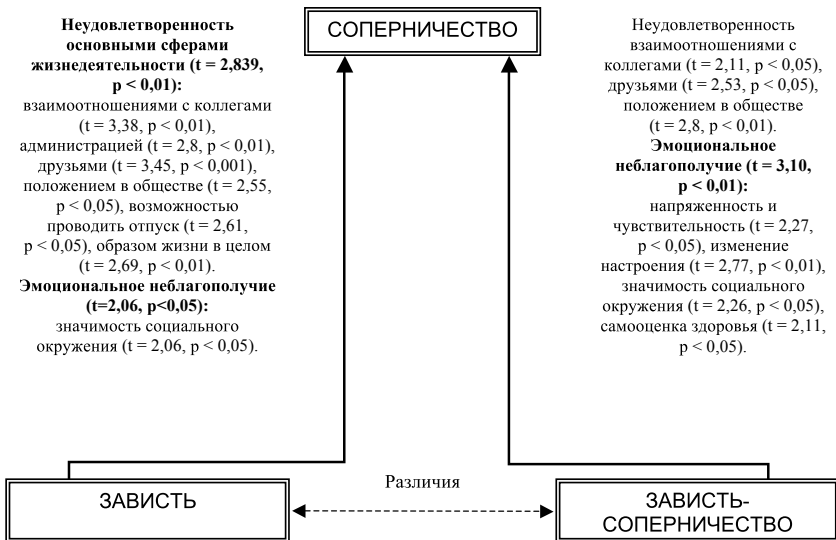 СОПЕРНИЧЕСТВО
Неудовлетворенность
основными сферами
жизнедеятельности (t = 2,839,
p < 0,01):
взаимоотношениями с коллегами
(t = 3,38, p < 0,01),
администрацией (t = 2,8, p < 0,01),
друзьями (t = 3,45, p < 0,001),
положением в обществе (t = 2,55,
p < 0,05), возможностью
проводить отпуск (t = 2,61,
p < 0,05), образом жизни в целом
(t = 2,69, p < 0,01).
Эмоциональное неблагополучие
(t=2,06, p<0,05):
значимость социального
окружения (t = 2,06, p < 0,05).
Неудовлетворенность
взаимоотношениями с
коллегами (t = 2,11, p < 0,05),
друзьями (t = 2,53, p < 0,05),
положением в обществе
(t = 2,8, p < 0,01).
Эмоциональное
неблагополучие (t = 3,10,
p < 0,01):
напряженность и
чувствительность (t = 2,27,
p < 0,05), изменение
настроения (t = 2,77, p < 0,01),
значимость социального
окружения (t = 2,26, p < 0,05),
самооценка здоровья (t = 2,11,
p < 0,05).
ЗАВИСТЬ
Различия
ЗАВИСТЬ-
СОПЕРНИЧЕСТВО